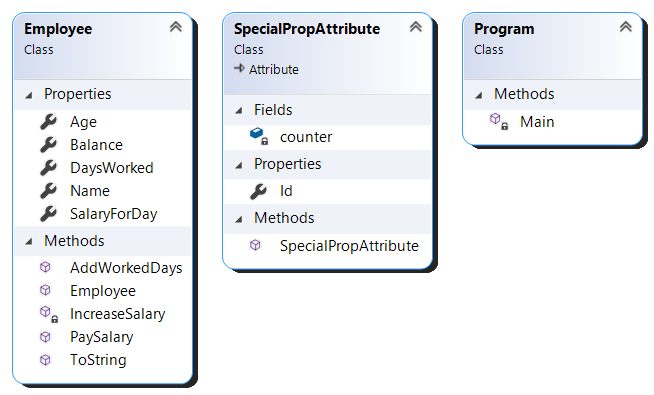 Employee
Class
Properties
Age
Balance
DaysWorked
Name
SalaryForDay
Methods
AddWorkedDays
Employee
IncreaseSalary
PaySalary
ToString
SpecialPropAttribute
Class
Attribute
Fields
counter
Properties
Id
Methods
SpecialPropAttribute
Program
Class
Methods
Main